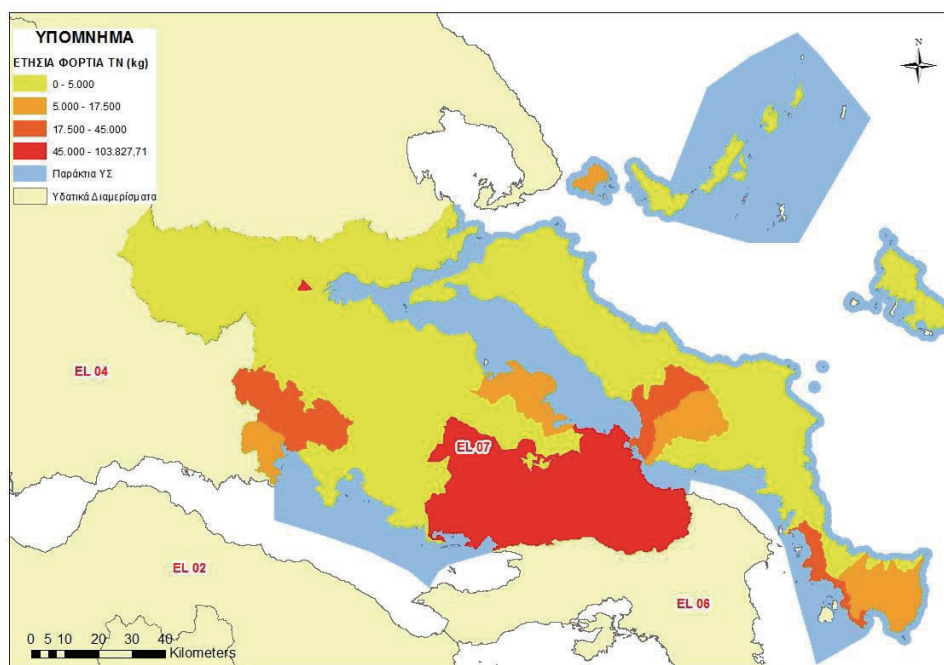 ΥΠΟΜΝΗΜΑ
ΕΤΗΣΙΑ ΦΟΡΤΙΑ TN (kg)
0 - 5.000
5.000 - 17.500
17.500 - 45.000
45.000 - 103.827,71
Παράκτια ΥΣ
Υδατικά Διαμερίσματα
N
EL 04
EL 07
EL 02
EL 06
0 5 10 20 30 40
Kilometers